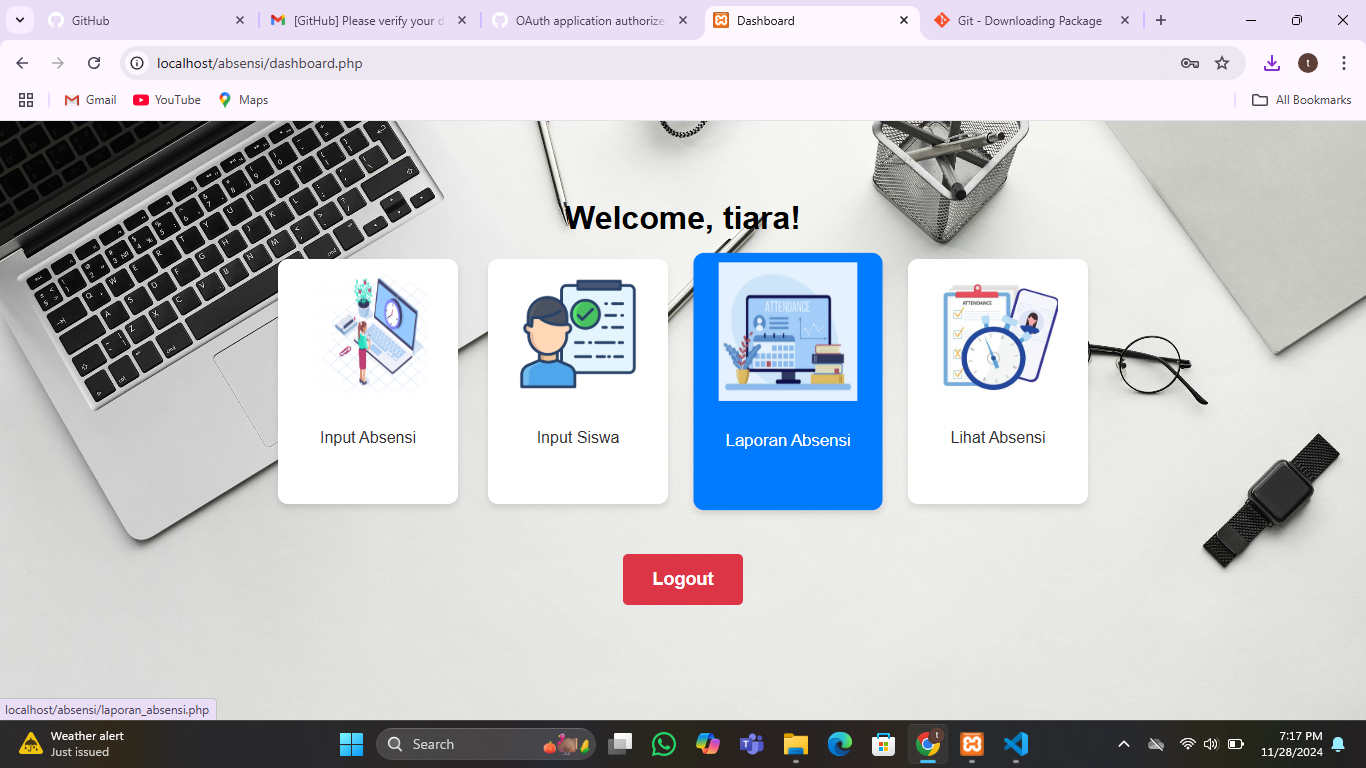 GitHub
[GitHub] Please verify your d
OAuth application authorize
Dashboard
Git - Downloading Package
localhost/absensi/dashboard.php
t
Gmail
YouTube
Maps
All Bookmarks
Welcome, tiara!
ATTENDANCE
ATTENDANCE
Input Absensi
Input Siswa
Laporan Absensi
Lihat Absensi
Logout
localhost/absensi/laporan_absensi.php
Weather alert
Just issued
Search
7:17 PM
11/28/2024